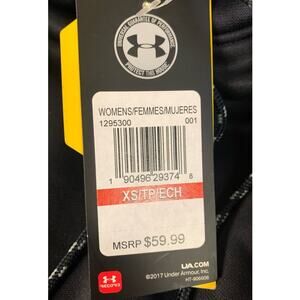 UNIVERSAL GUARANTEE OF PERFORMANCE
PROTECT THIS HOUSE
WOMENS/FEMMES/MUJERES
1295300 001
1 90496 29374 8
XS/TP/ECH
MSRP $59.99
RECORD
UA.COM
©2017 Under Armour, Inc.